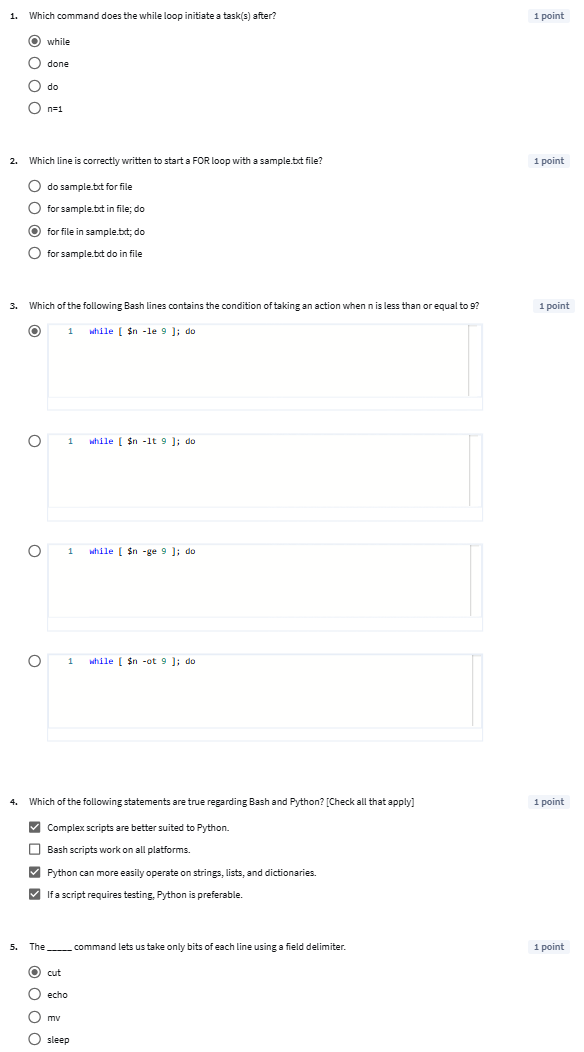 1. Which command does the while loop initiate a task(s) after? 1 point
while
done
do
n=1
2. Which line is correctly written to start a FOR loop with a sample.txt file? 1 point
do sample.txt for file
for sample.txt in file; do
for file in sample.txt; do
for sample.txt do in file
3. Which of the following Bash lines contains the condition of taking an action when n is less than or equal to 9? 1 point
1 while [ $n -le 9 ]; do
1 while [ $n -lt 9 ]; do
1 while [ $n -ge 9 ]; do
1 while [ $n -ot 9 ]; do
4. Which of the following statements are true regarding Bash and Python? [Check all that apply] 1 point
Complex scripts are better suited to Python.
Bash scripts work on all platforms.
Python can more easily operate on strings, lists, and dictionaries.
If a script requires testing, Python is preferable.
5. The _____ command lets us take only bits of each line using a field delimiter. 1 point
cut
echo
mv
sleep